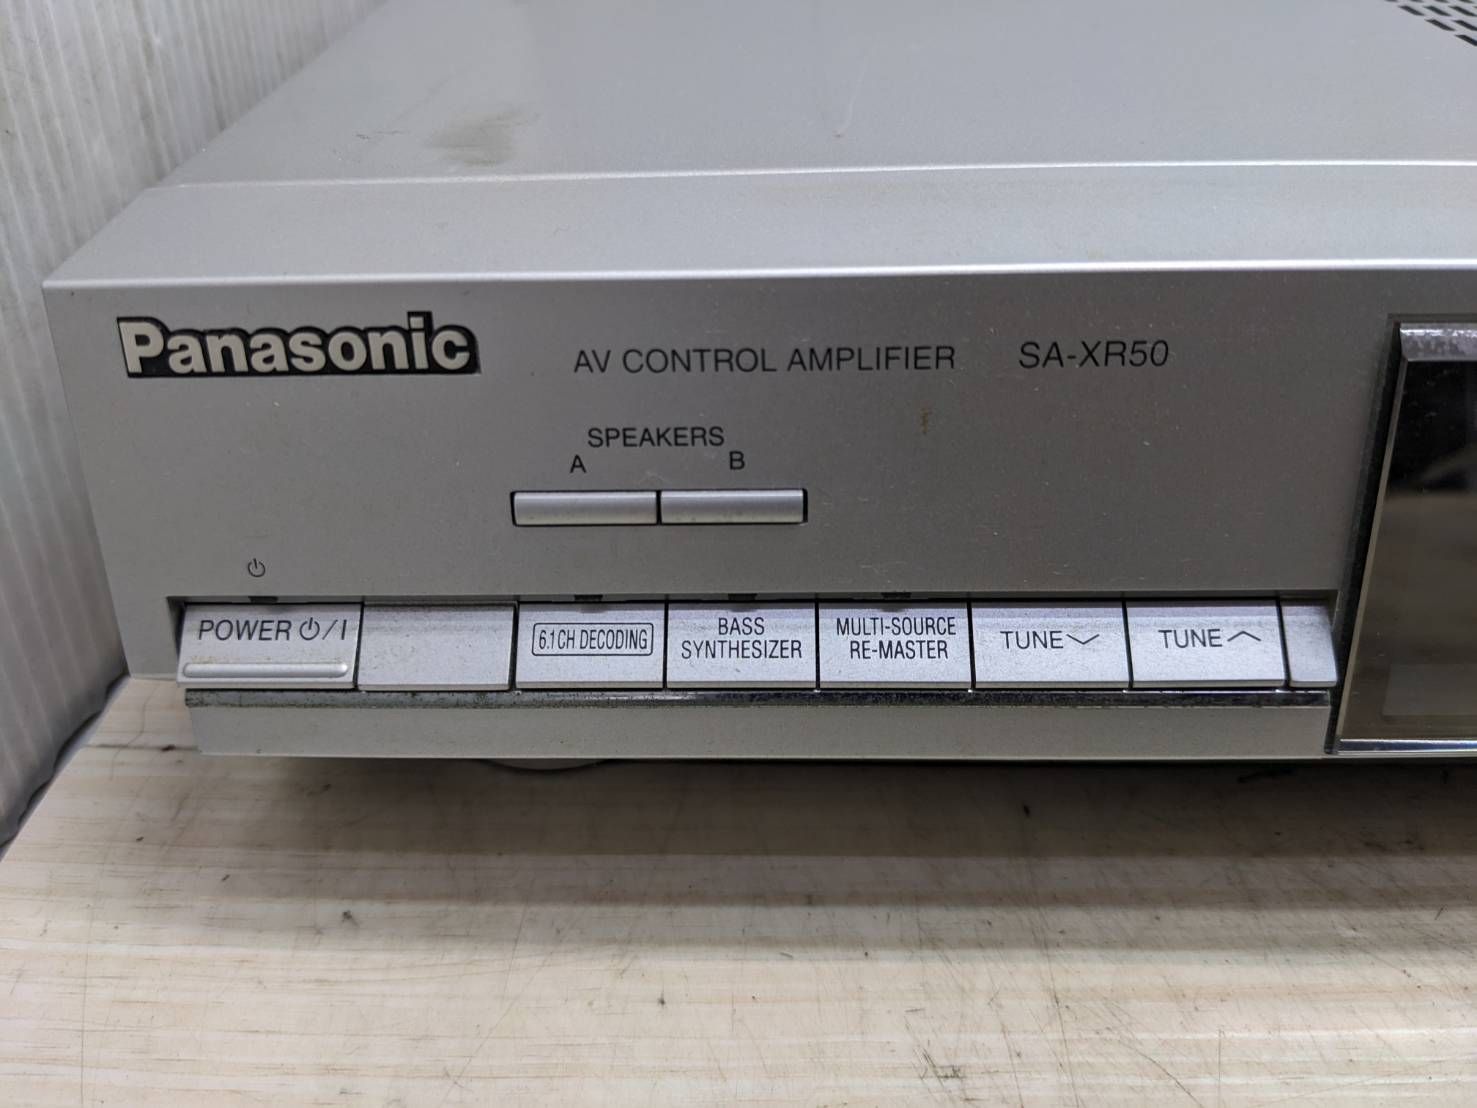 Panasonic
AV CONTROL AMPLIFIER SA-XR50
SPEAKERS
A B
POWER ⏻/I
6.1CH DECODING
BASS
SYNTHESIZER
MULTI-SOURCE
RE-MASTER
TUNE
TUNE